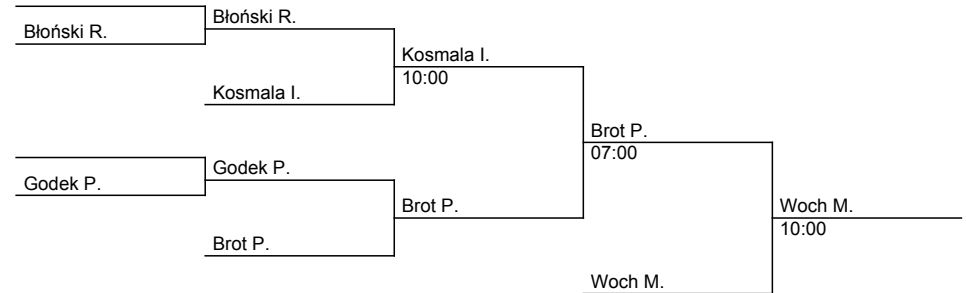 Błoński R.
Błoński R.
Kosmala I.
10:00
Kosmala I.
Brot P.
07:00
Godek P.
Godek P.
Brot P.
Woch M.
10:00
Brot P.
Woch M.